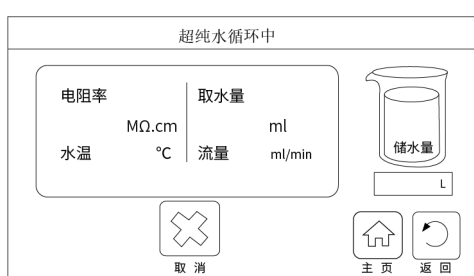 超纯水循环中
电阻率 取水量
MΩ.cm ml
水温 ℃ 流量 ml/min
储水量
L
取 消
主 页 返 回